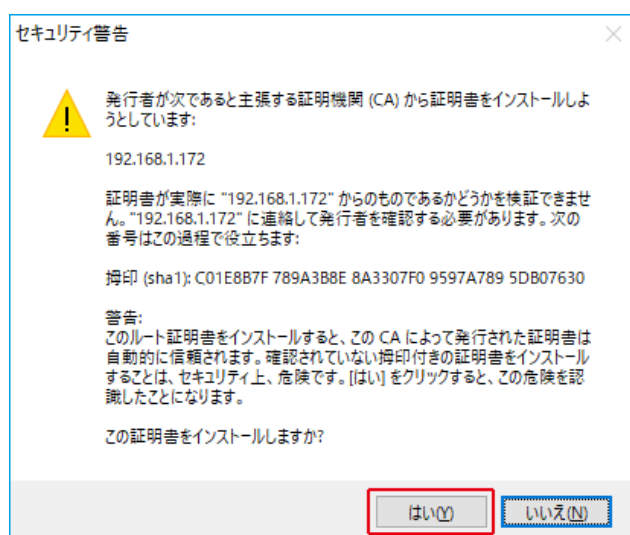 セキュリティ警告
発行者が次であると主張する証明機関 (CA) から証明書をインストールしよ
うとしています:
192.168.1.172
証明書が実際に "192.168.1.172" からのものであるかどうかを検証できませ
ん。"192.168.1.172" に連絡して発行者を確認する必要があります。次の
番号はこの過程で役立ちます:
拇印 (sha1): C01E8B7F 789A3B8E 8A3307F0 9597A789 5DB07630
警告:
このルート証明書をインストールすると、この CA によって発行された証明書は
自動的に信頼されます。確認されていない拇印付きの証明書をインストール
することは、セキュリティ上、危険です。[はい] をクリックすると、この危険を認
識したことになります。
この証明書をインストールしますか?
はい(Y)
いいえ(N)